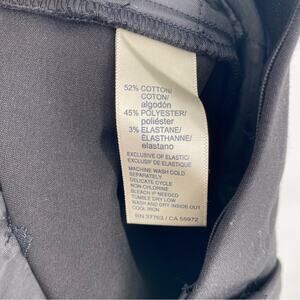 52% COTTON/
COTON/
algodón
45% POLYESTER/
poliéster
3% ELASTANE/
ÉLASTHANNE/
elastano
EXCLUSIVE OF ELASTIC/
EXCLUSIF DE ELASTIQUE
MACHINE WASH COLD
SEPARATELY
DELICATE CYCLE
NON-CHLORINE
BLEACH IF NEEDED
TUMBLE DRY LOW
WASH AND DRY INSIDE OUT
COOL IRON
RN 37763 / CA 55972